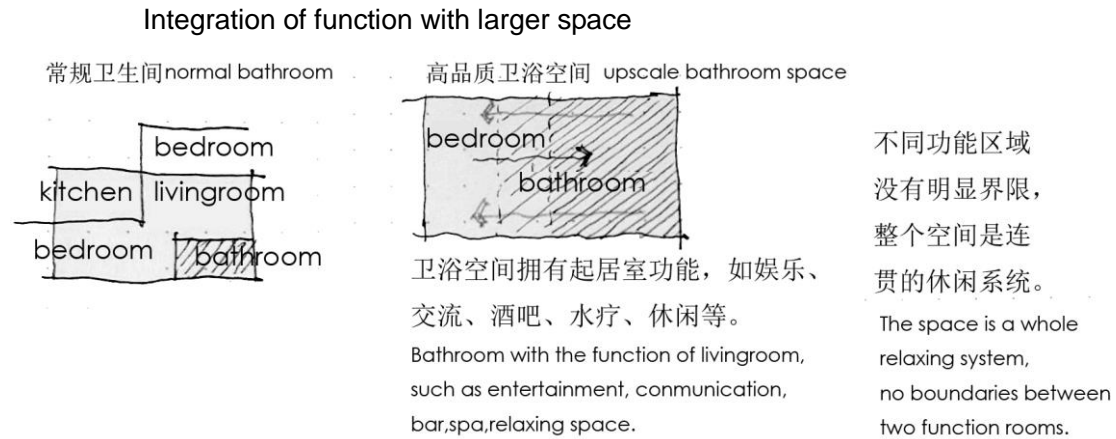 Integration of function with larger space
常规卫生间normal bathroom
bedroom
kitchen livingroom
bedroom bathroom
高品质卫浴空间 upscale bathroom space
bedroom
bathroom
卫浴空间拥有起居室功能，如娱乐、
交流、酒吧、水疗、休闲等。
Bathroom with the function of livingroom,
such as entertainment, conmunication,
bar,spa,relaxing space.
不同功能区域
没有明显界限，
整个空间是连
贯的休闲系统。
The space is a whole
relaxing system,
no boundaries between
two function rooms.